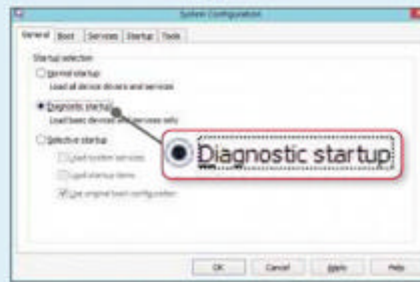 System Configuration
General Boot Services Startup Tools
Startup selection
Normal startup
Load all device drivers and services
Diagnostic startup
Load basic devices and services only
Selective startup
Load system services
Load startup items
Use original boot configuration
Diagnostic startup
OK Cancel Apply Help